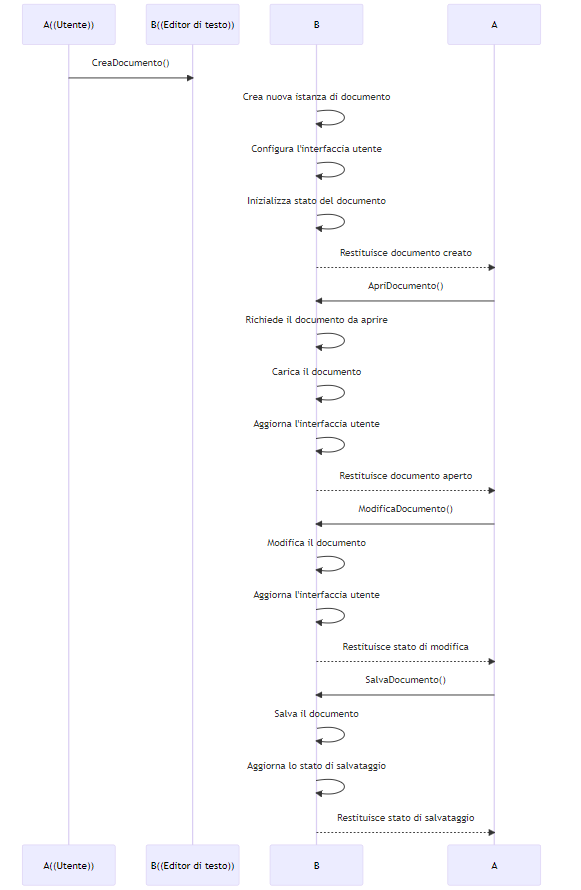 A((Utente))
B((Editor di testo))
B
A
CreaDocumento()
Crea nuova istanza di documento
Configura l'interfaccia utente
Inizializza stato del documento
Restituisce documento creato
ApriDocumento()
Richiede il documento da aprire
Carica il documento
Aggiorna l'interfaccia utente
Restituisce documento aperto
ModificaDocumento()
Modifica il documento
Aggiorna l'interfaccia utente
Restituisce stato di modifica
SalvaDocumento()
Salva il documento
Aggiorna lo stato di salvataggio
Restituisce stato di salvataggio
A((Utente))
B((Editor di testo))
B
A